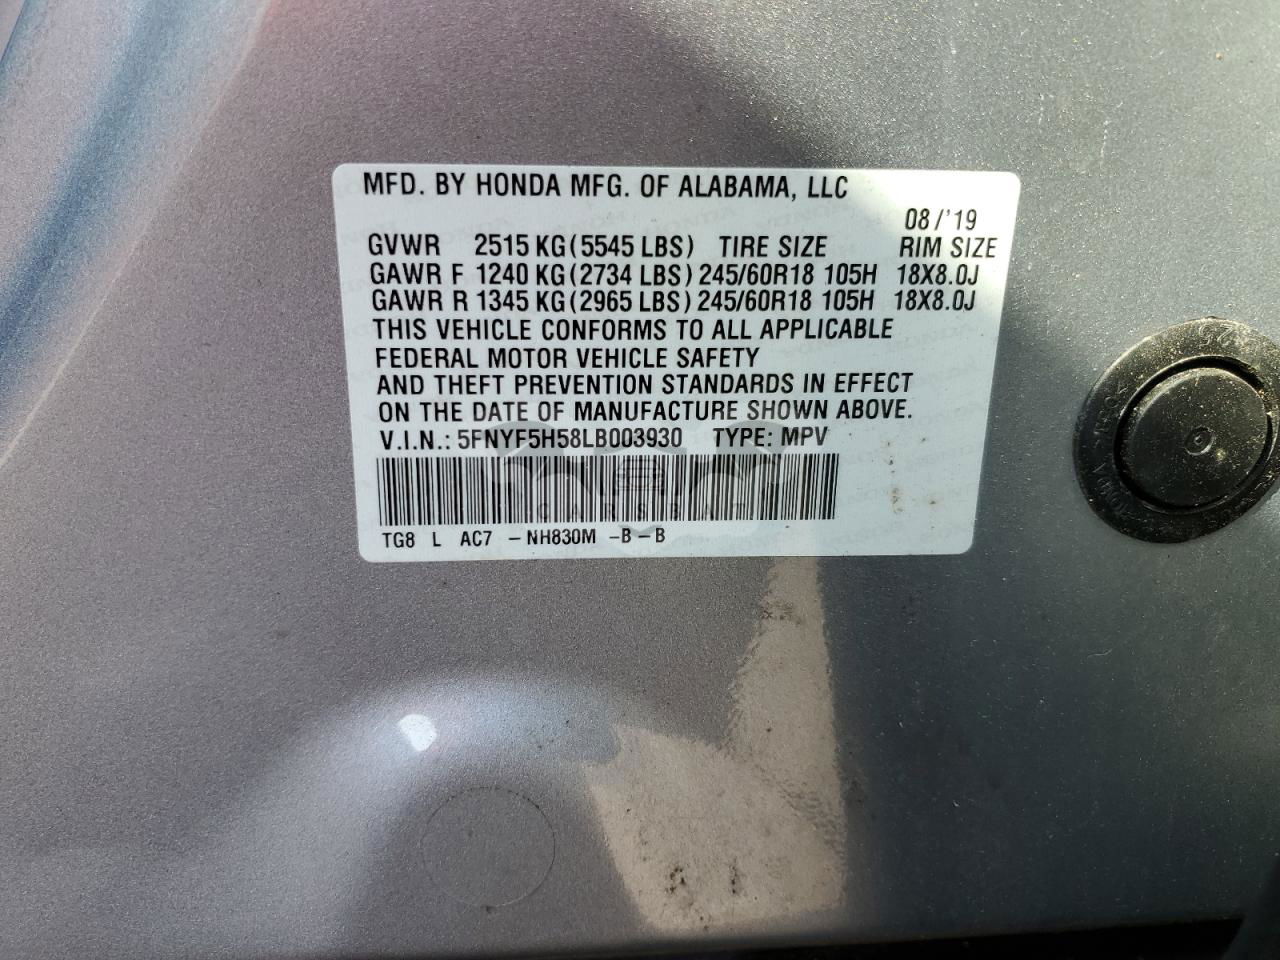 MFD. BY HONDA MFG. OF ALABAMA, LLC
08/'19
GVWR 2515 KG (5545 LBS) TIRE SIZE RIM SIZE
GAWR F 1240 KG (2734 LBS) 245/60R18 105H 18X8.0J
GAWR R 1345 KG (2965 LBS) 245/60R18 105H 18X8.0J
THIS VEHICLE CONFORMS TO ALL APPLICABLE
FEDERAL MOTOR VEHICLE SAFETY
AND THEFT PREVENTION STANDARDS IN EFFECT
ON THE DATE OF MANUFACTURE SHOWN ABOVE.
V.I.N.: 5FNYF5H58LB003930 TYPE: MPV
TG8 L AC7 -NH830M -B-B